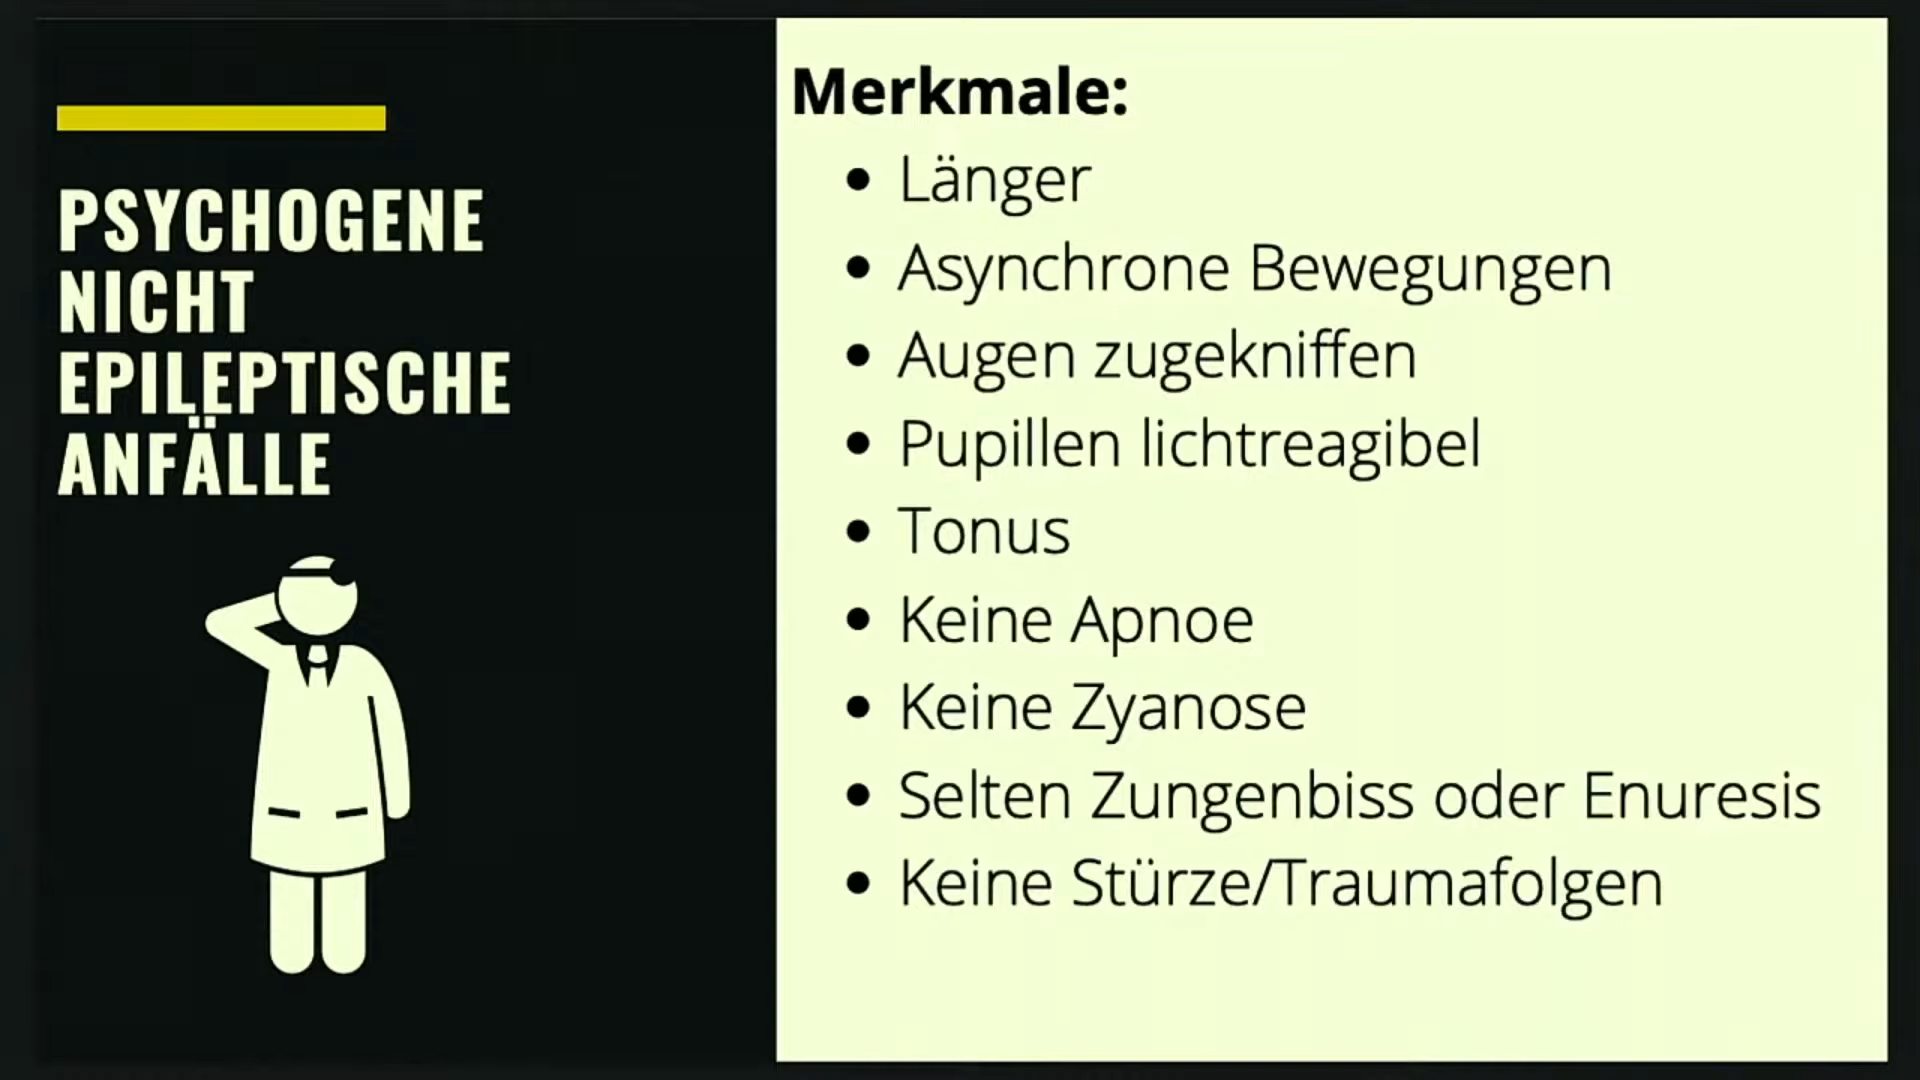 PSYCHOGENE
NICHT
EPILEPTISCHE
ANFÄLLE
Merkmale:
• Länger
• Asynchrone Bewegungen
• Augen zugekniffen
• Pupillen lichtreagibel
• Tonus
• Keine Apnoe
• Keine Zyanose
• Selten Zungenbiss oder Enuresis
• Keine Stürze/Traumafolgen